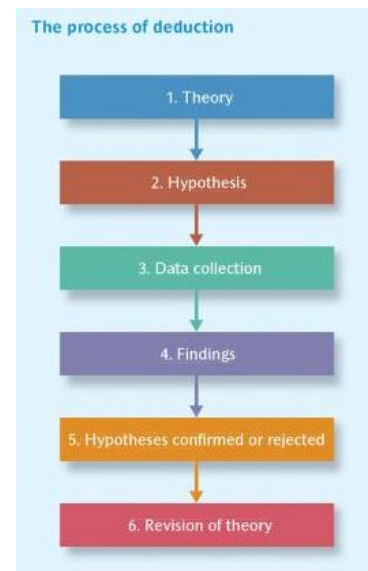 The process of deduction
1. Theory
2. Hypothesis
3. Data collection
4. Findings
5. Hypotheses confirmed or rejected
6. Revision of theory